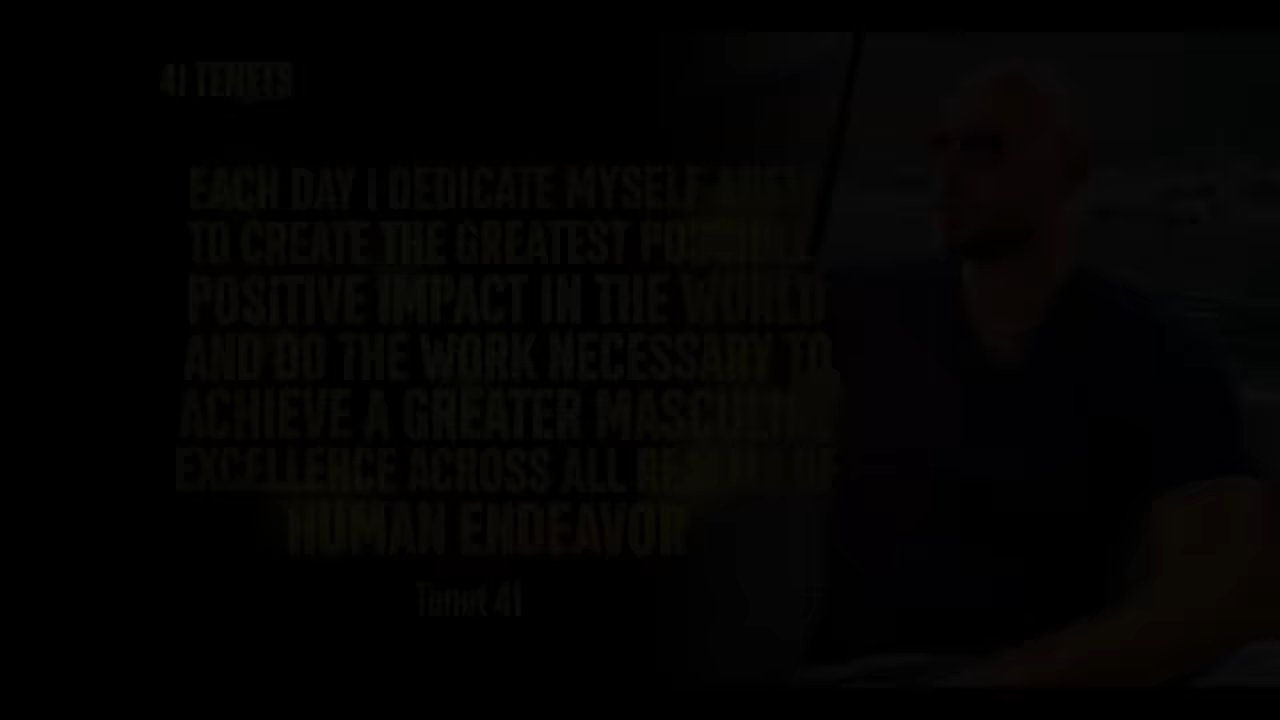 41 TENETS
EACH DAY I DEDICATE MYSELF ANEW
TO CREATE THE GREATEST POSSIBLE
POSITIVE IMPACT IN THE WORLD
AND DO THE WORK NECESSARY TO
ACHIEVE A GREATER MASCULINE
EXCELLENCE ACROSS ALL REALMS OF
HUMAN ENDEAVOR
Tenet 41